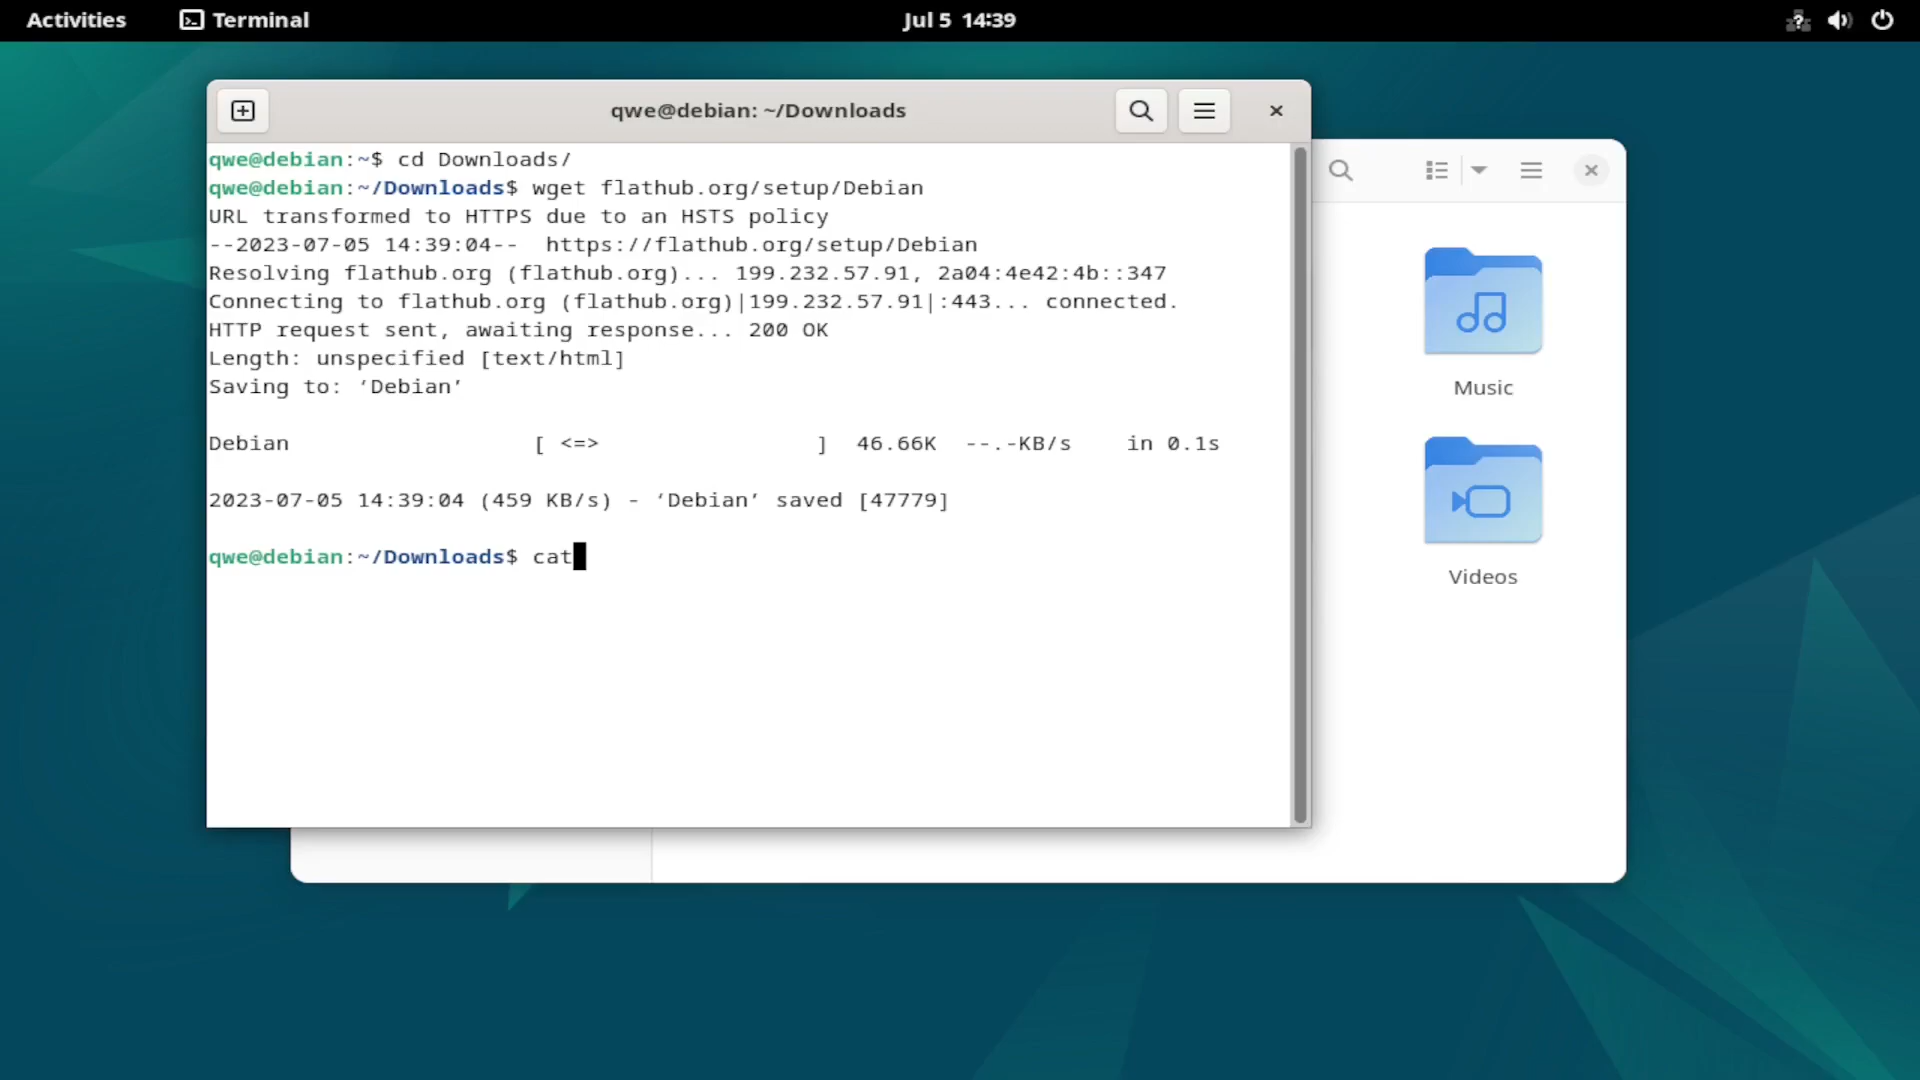 Activities
Terminal
Jul 5 14:39
qwe@debian: ~/Downloads
qwe@debian:~$ cd Downloads/
qwe@debian:~/Downloads$ wget flathub.org/setup/Debian
URL transformed to HTTPS due to an HSTS policy
--2023-07-05 14:39:04--  https://flathub.org/setup/Debian
Resolving flathub.org (flathub.org)... 199.232.57.91, 2a04:4e42:4b::347
Connecting to flathub.org (flathub.org)|199.232.57.91|:443... connected.
HTTP request sent, awaiting response... 200 OK
Length: unspecified [text/html]
Saving to: ‘Debian’
Debian                  [ <=>                ]  46.66K  --.-KB/s    in 0.1s
2023-07-05 14:39:04 (459 KB/s) - ‘Debian’ saved [47779]
qwe@debian:~/Downloads$ cat
Music
Videos